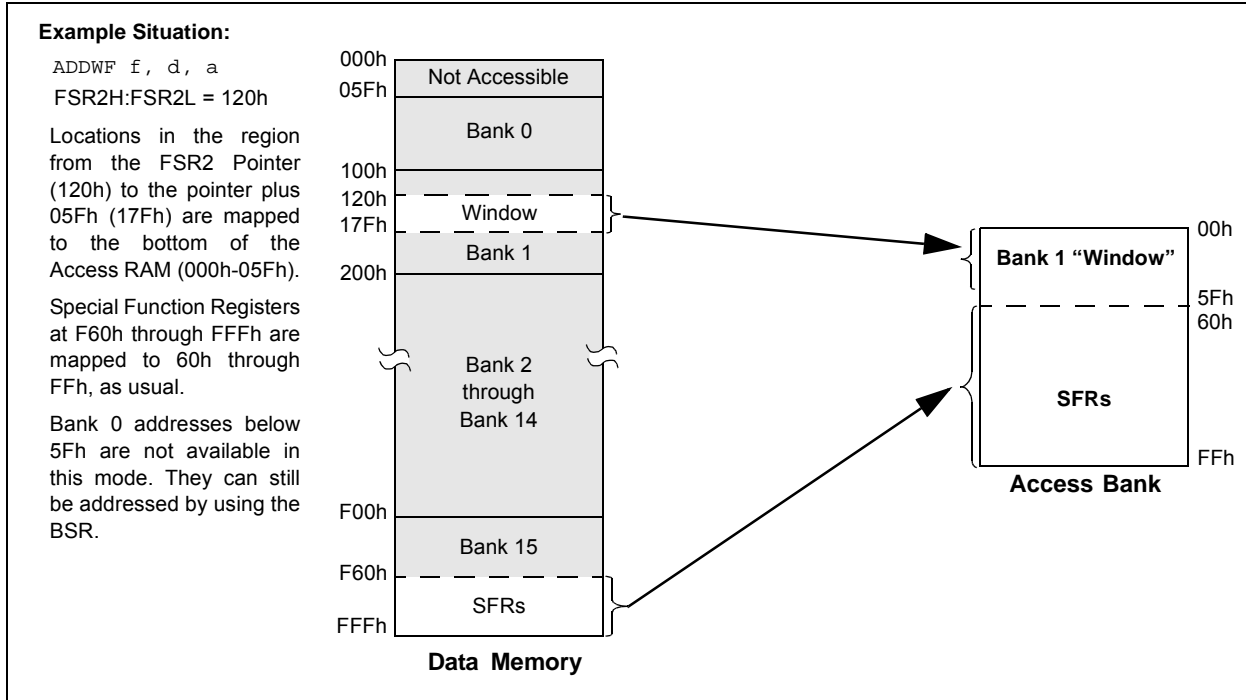 Example Situation:
ADDWF f, d, a
FSR2H:FSR2L = 120h
Locations in the region
from the FSR2 Pointer
(120h) to the pointer plus
05Fh (17Fh) are mapped
to the bottom of the
Access RAM (000h-05Fh).
Special Function Registers
at F60h through FFFh are
mapped to 60h through
FFh, as usual.
Bank 0 addresses below
5Fh are not available in
this mode. They can still
be addressed by using the
BSR.
000h
Not Accessible
05Fh
Bank 0
100h
120h
Window
17Fh
Bank 1
200h
Bank 2
through
Bank 14
F00h
Bank 15
F60h
SFRs
FFFh
Data Memory
00h
Bank 1 “Window”
5Fh
60h
SFRs
FFh
Access Bank